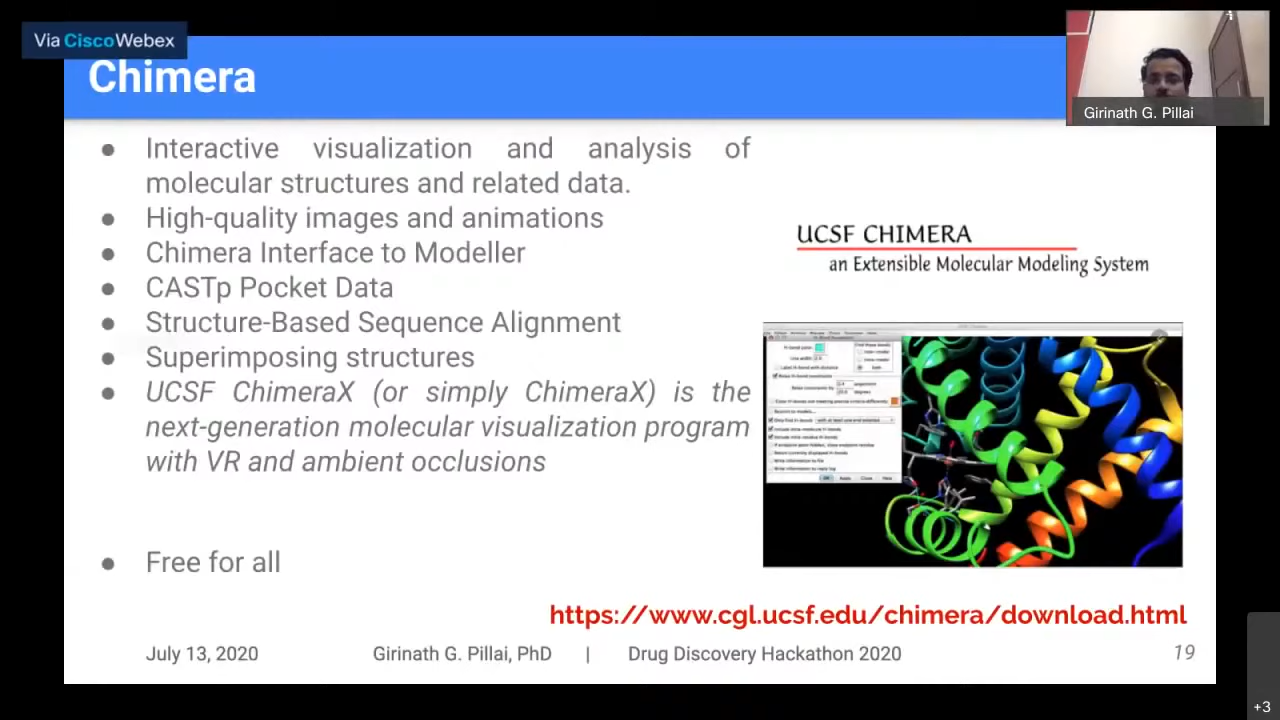 Via CiscoWebex
Chimera
Girinath G. Pillai
● Interactive visualization and analysis of
molecular structures and related data.
● High-quality images and animations
● Chimera Interface to Modeller
● CASTp Pocket Data
● Structure-Based Sequence Alignment
● Superimposing structures
● CSF ChimeraX (or simply ChimeraX) is the
t-generation molecular visualization program
with VR and ambient occlusions
● Free for all
UCSF CHIMERA
an Extensible Molecular Modeling System
https://www.cgl.ucsf.edu/chimera/download.html
July 13, 2020 Girinath G. Pillai, PhD | Drug Discovery Hackathon 2020 19
+3